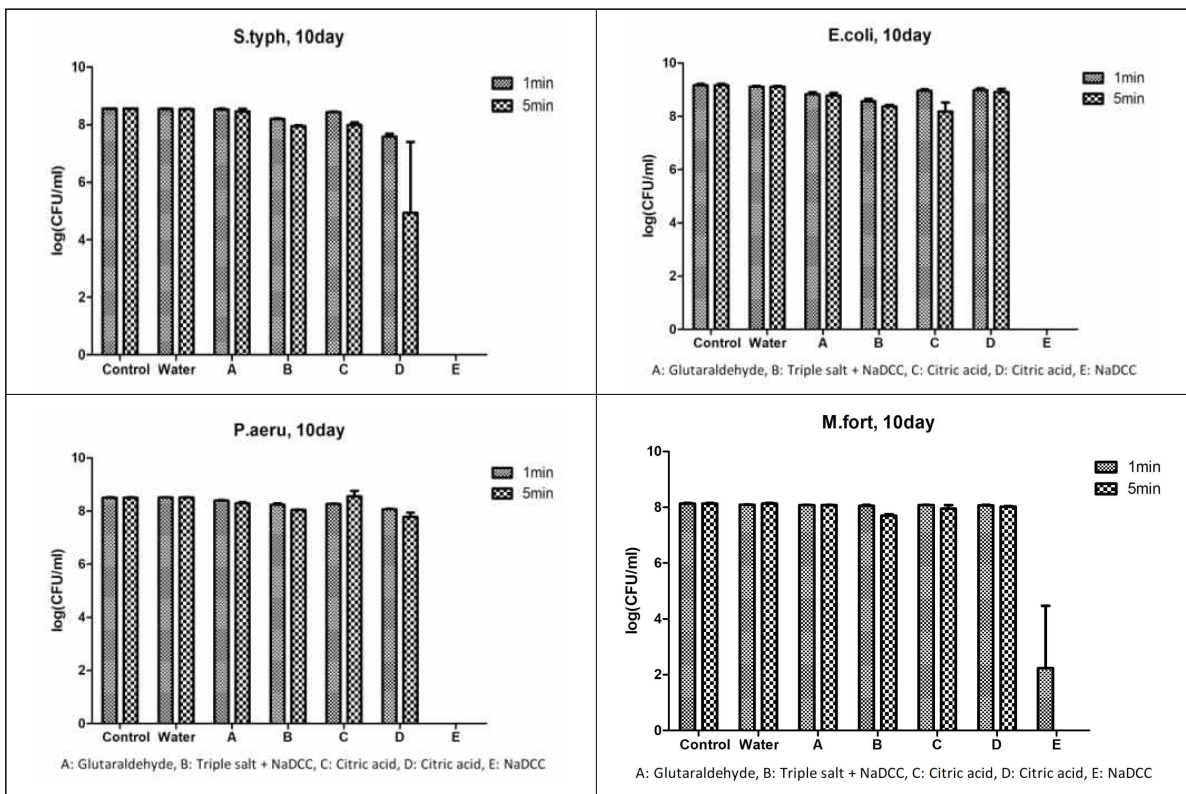 S.typh, 10day
10
8
6
4
2
0
log(CFU/ml)
1min
5min
Control Water A B C D E
E.coli, 10day
10
8
6
4
2
0
log(CFU/ml)
1min
5min
Control Water A B C D E
A: Glutaraldehyde, B: Triple salt + NaDCC, C: Citric acid, D: Citric acid, E: NaDCC
P.aeru, 10day
10
8
6
4
2
0
log(CFU/ml)
1min
5min
Control Water A B C D E
A: Glutaraldehyde, B: Triple salt + NaDCC, C: Citric acid, D: Citric acid, E: NaDCC
M.fort, 10day
10
8
6
4
2
0
log(CFU/ml)
1min
5min
Control Water A B C D E
A: Glutaraldehyde, B: Triple salt + NaDCC, C: Citric acid, D: Citric acid, E: NaDCC